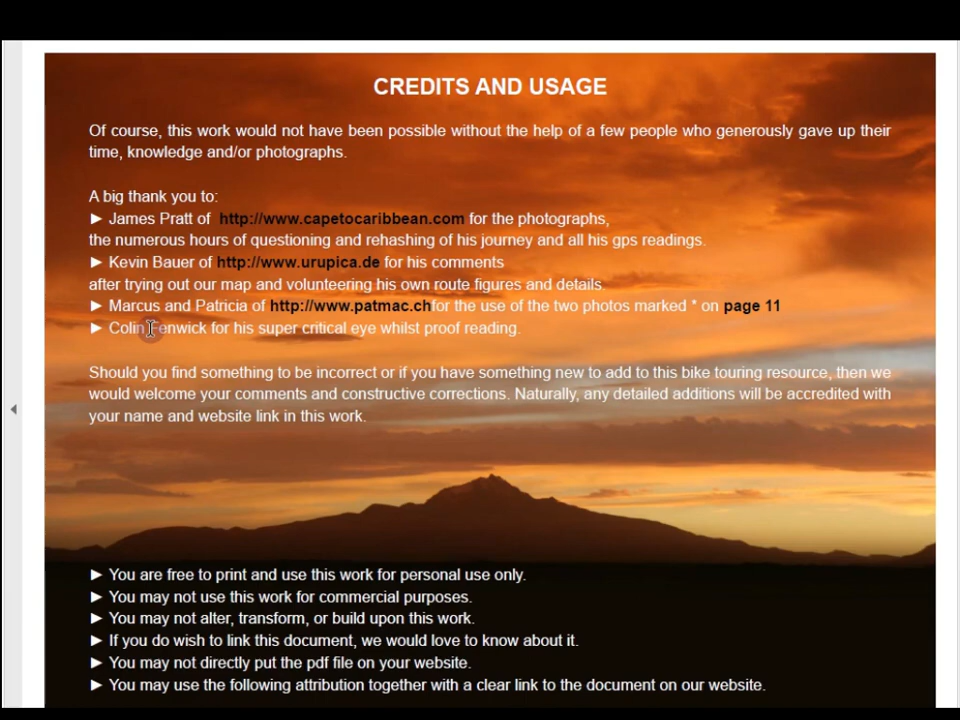 CREDITS AND USAGE
Of course, this work would not have been possible without the help of a few people who generously gave up their
time, knowledge and/or photographs.
A big thank you to:
► James Pratt of http://www.capetocaribbean.com for the photographs,
the numerous hours of questioning and rehashing of his journey and all his gps readings.
► Kevin Bauer of http://www.urupica.de for his comments
after trying out our map and volunteering his own route figures and details.
► Marcus and Patricia of http://www.patmac.chfor the use of the two photos marked * on page 11
► Colin Fenwick for his super critical eye whilst proof reading.
Should you find something to be incorrect or if you have something new to add to this bike touring resource, then we
would welcome your comments and constructive corrections. Naturally, any detailed additions will be accredited with
your name and website link in this work.
► You are free to print and use this work for personal use only.
► You may not use this work for commercial purposes.
► You may not alter, transform, or build upon this work.
► If you do wish to link this document, we would love to know about it.
► You may not directly put the pdf file on your website.
► You may use the following attribution together with a clear link to the document on our website.